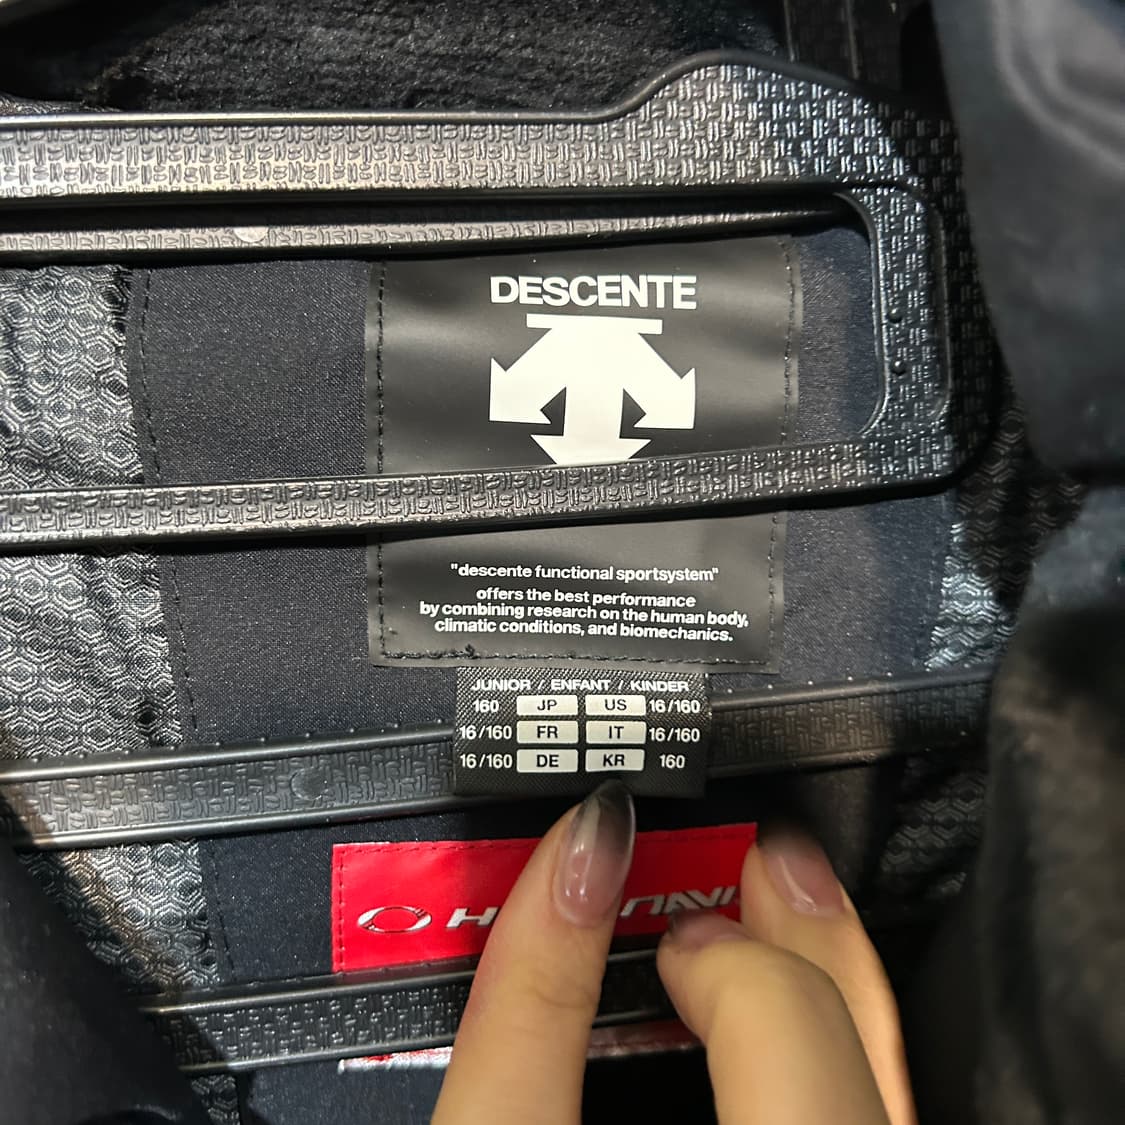 DESCENTE
"descente functional sportsystem"
offers the best performance
by combining research on the human body,
climatic conditions, and biomechanics.
JUNIOR / ENFANT / KINDER
160 JP US 16/160
16/160 FR IT 16/160
16/160 DE KR 160